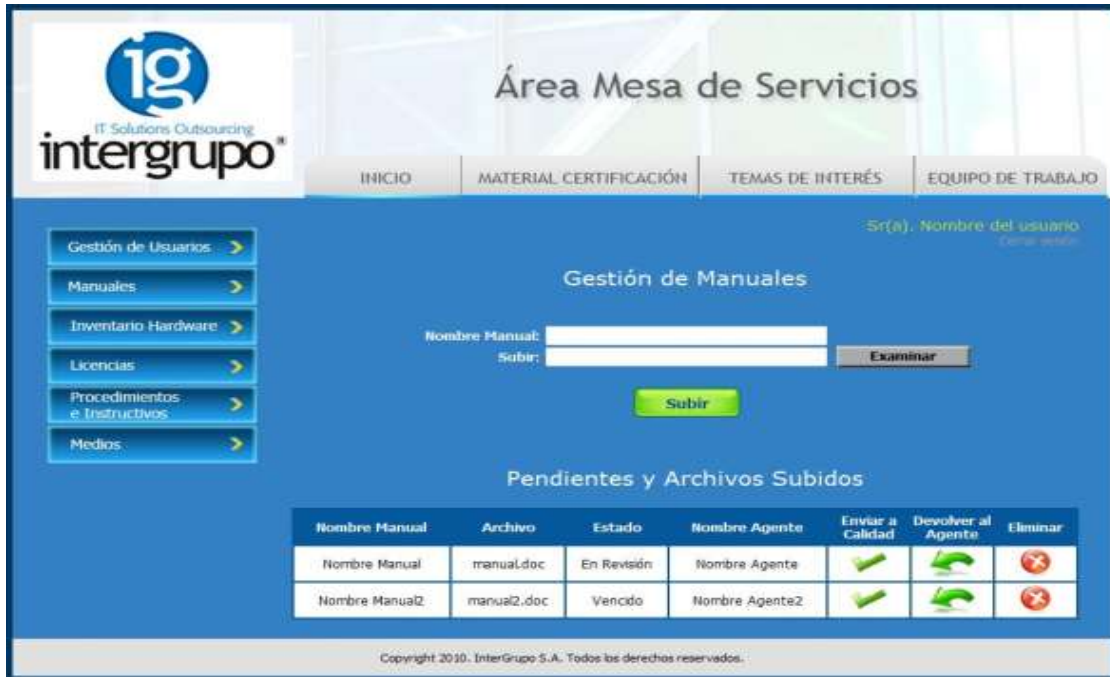 ig
IT Solutions Outsourcing
intergrupo®
Área Mesa de Servicios
INICIO MATERIAL CERTIFICACIÓN TEMAS DE INTERÉS EQUIPO DE TRABAJO
Sr(a). Nombre del usuario
Cerrar sesión
Gestión de Usuarios
Manuales
Inventario Hardware
Licencias
Procedimientos
e Instructivos
Medios
Gestión de Manuales
Nombre Manual:
Subir: Examinar
Subir
Pendientes y Archivos Subidos
Nombre Manual Archivo Estado Nombre Agente Enviar a Calidad Devolver al Agente Eliminar
Nombre Manual manual.doc En Revisión Nombre Agente
Nombre Manual2 manual2.doc Vencido Nombre Agente2
Copyright 2010. InterGrupo S.A. Todos los derechos reservados.